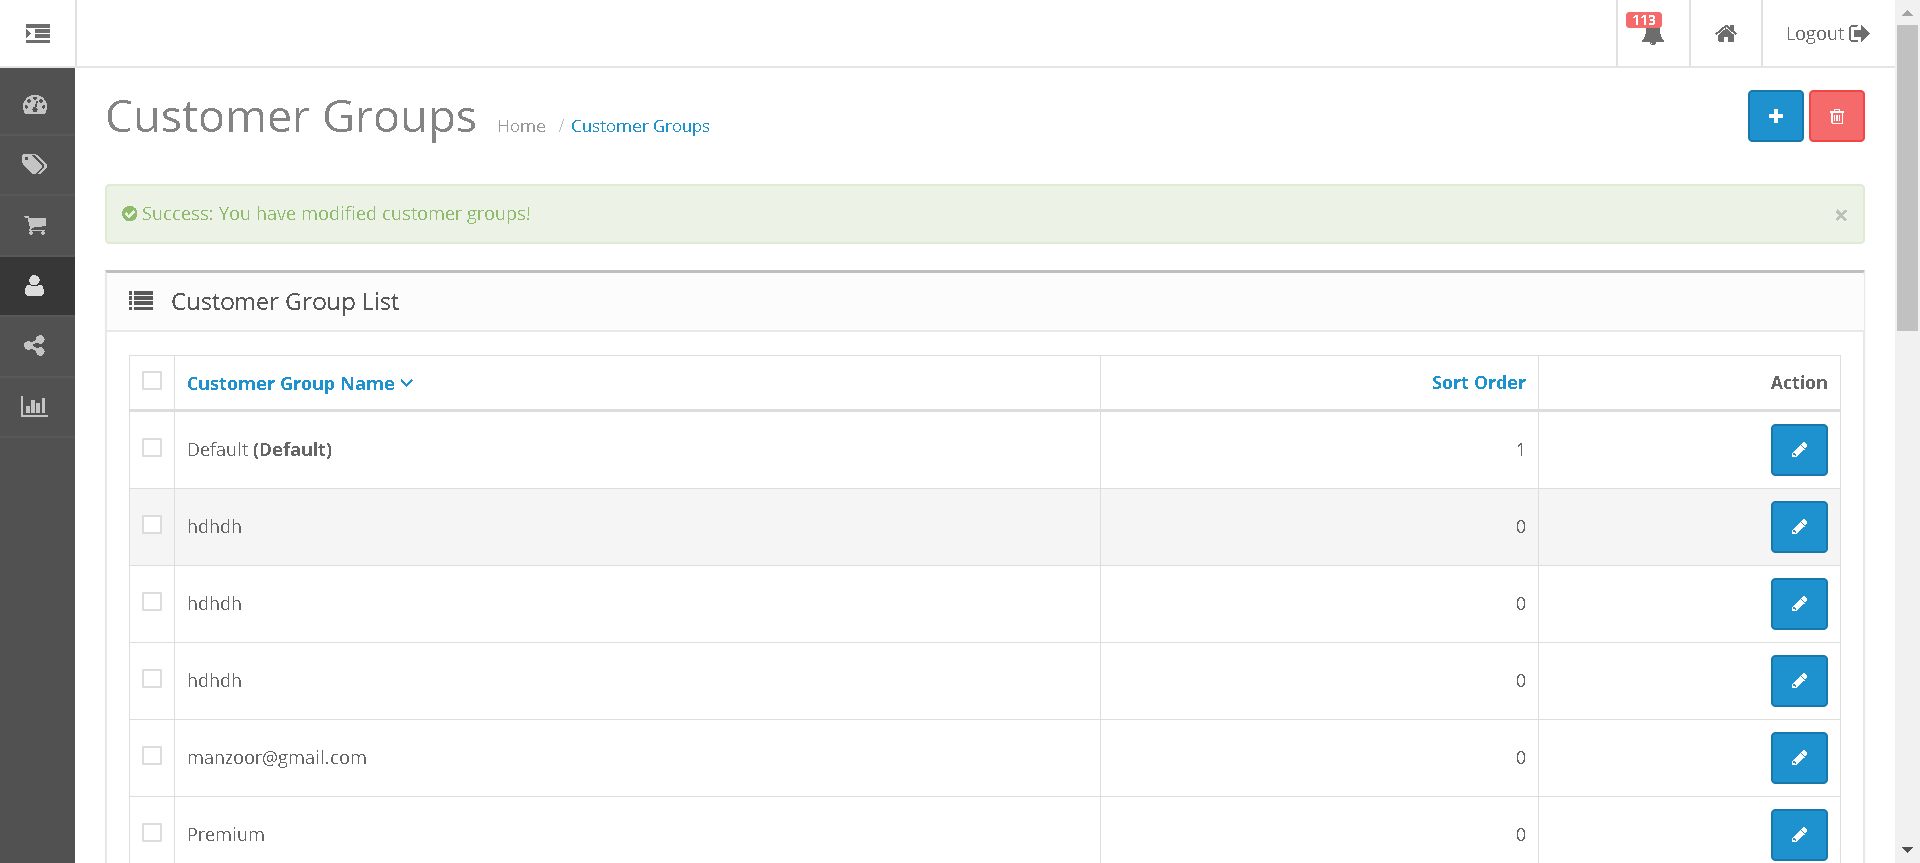 113
Logout
Customer Groups
Home / Customer Groups
Success: You have modified customer groups!
×
Customer Group List
Customer Group Name Sort Order Action
Default (Default) 1
hdhdh 0
hdhdh 0
hdhdh 0
manzoor@gmail.com 0
Premium 0